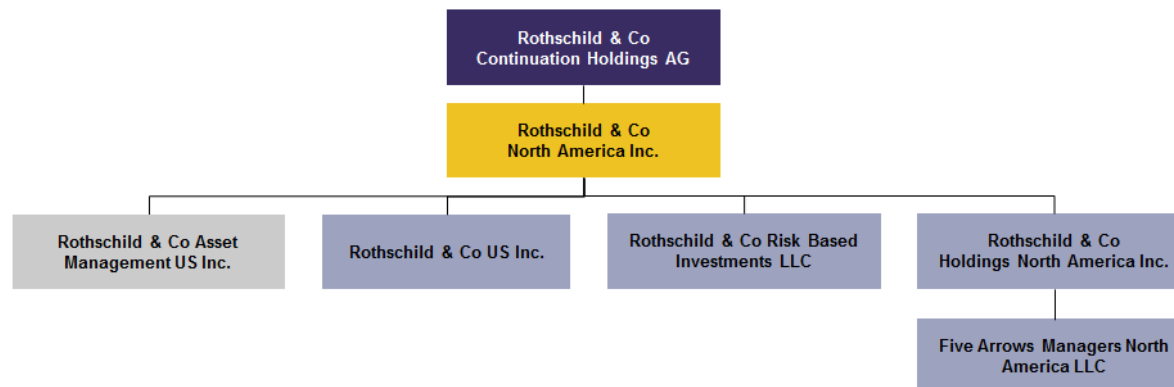 Rothschild & Co
Continuation Holdings AG
Rothschild & Co
North America Inc.
Rothschild & Co Asset
Management US Inc.
Rothschild & Co US Inc.
Rothschild & Co Risk Based
Investments LLC
Rothschild & Co
Holdings North America Inc.
Five Arrows Managers North
America LLC